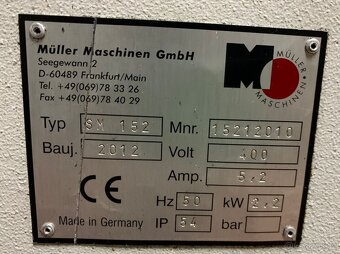 Müller Maschinen GmbH
Seegewann 2
D-60489 Frankfurt/Main
Tel. +49(069)78 33 26
Fax +49(069)78 40 29
M
MÜLLER
MASCHINEN
Typ SM 152 Mnr. 15212010
Bauj. 2012 Volt 400
Amp. 5.2
CE Hz 50 kW 2.2
Made in Germany IP 54 bar